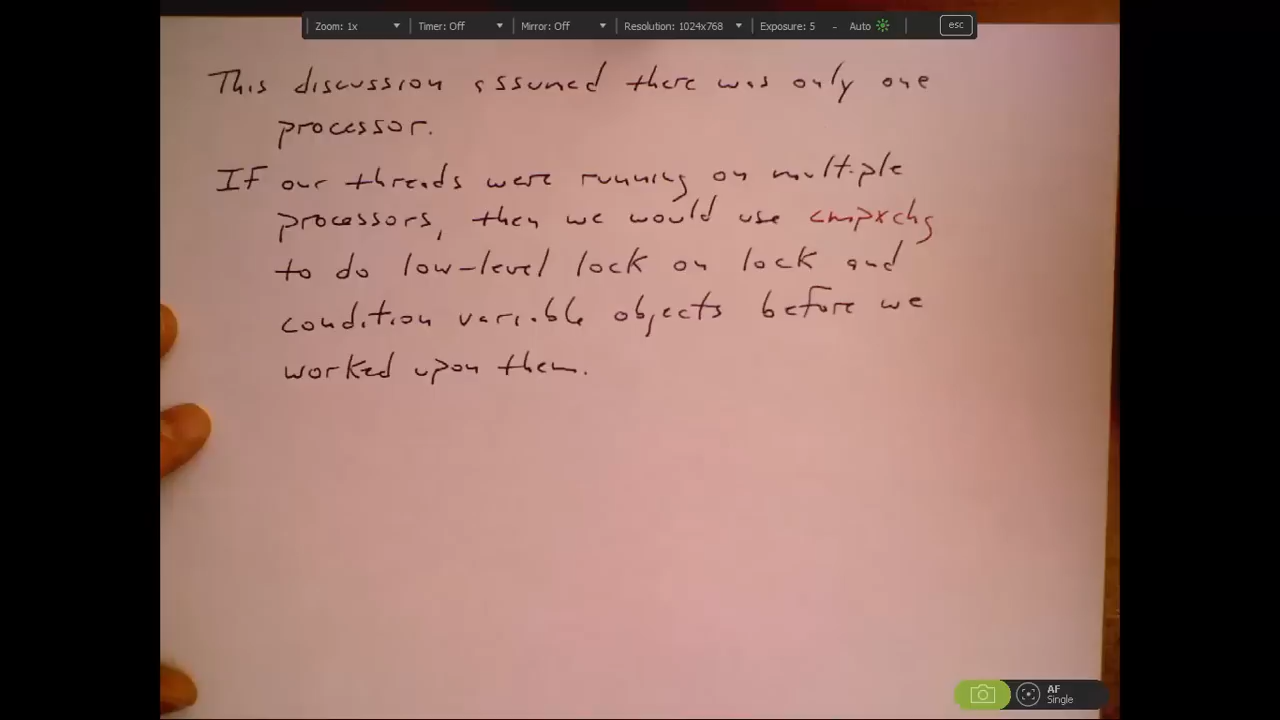 Zoom: 1x Timer: Off Mirror: Off Resolution: 1024x768 Exposure: 5 - Auto esc
This discussion assumed there was only one
processor.
If our threads were running on multiple
processors, then we would use cmpxchg
to do low-level lock on lock and
condition variable objects before we
worked upon them.
AF
Single